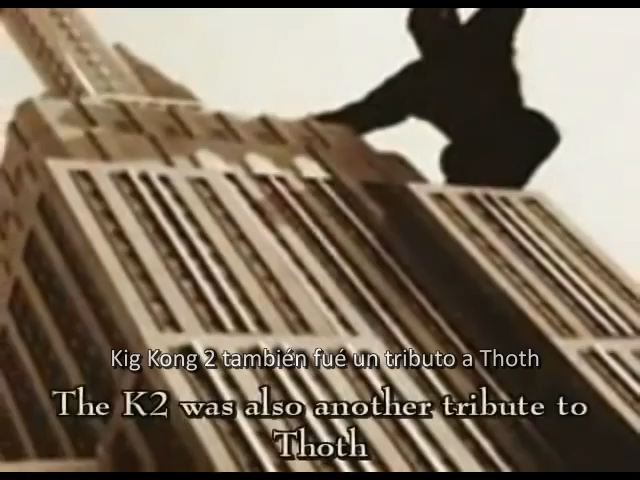 Kig Kong 2 también fué un tributo a Thoth
The K2 was also another tribute to
Thoth